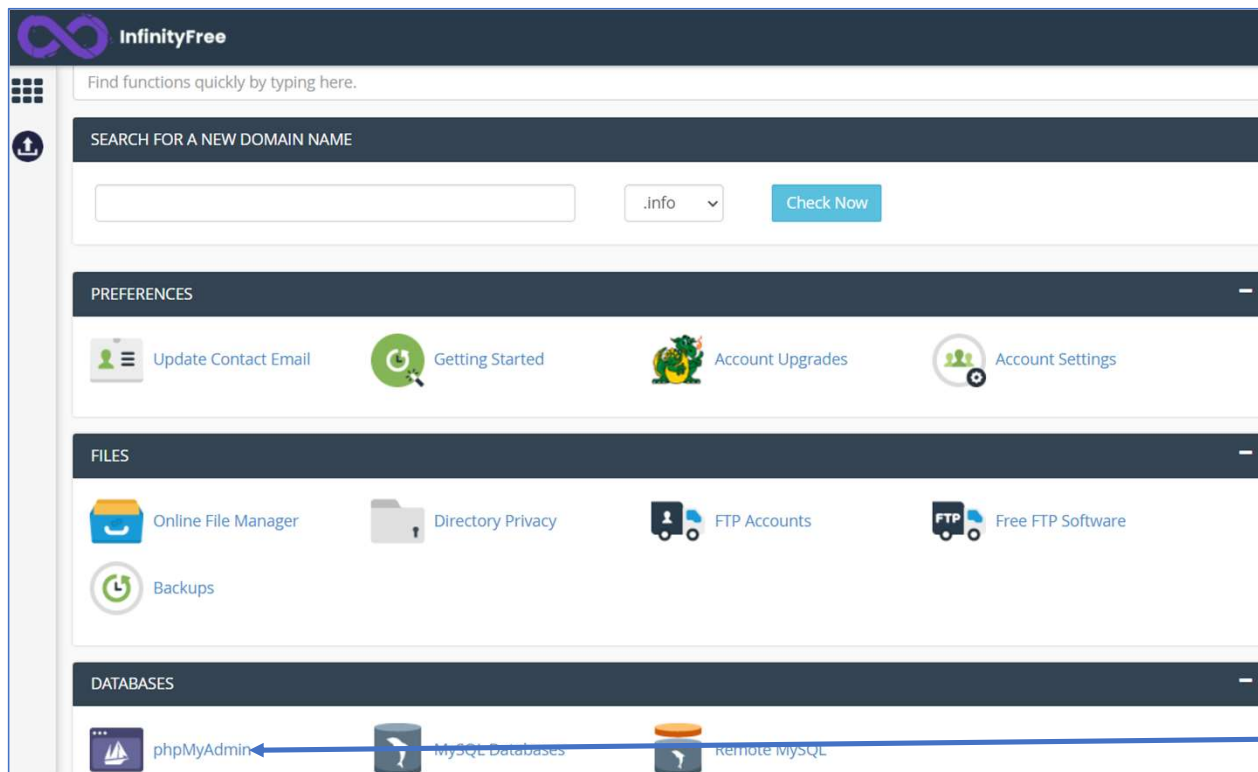 InfinityFree
Find functions quickly by typing here.
SEARCH FOR A NEW DOMAIN NAME
.info
Check Now
PREFERENCES
Update Contact Email
Getting Started
Account Upgrades
Account Settings
FILES
Online File Manager
Directory Privacy
FTP Accounts
FTP
Free FTP Software
Backups
DATABASES
phpMyAdmin
MySQL Databases
Remote MySQL